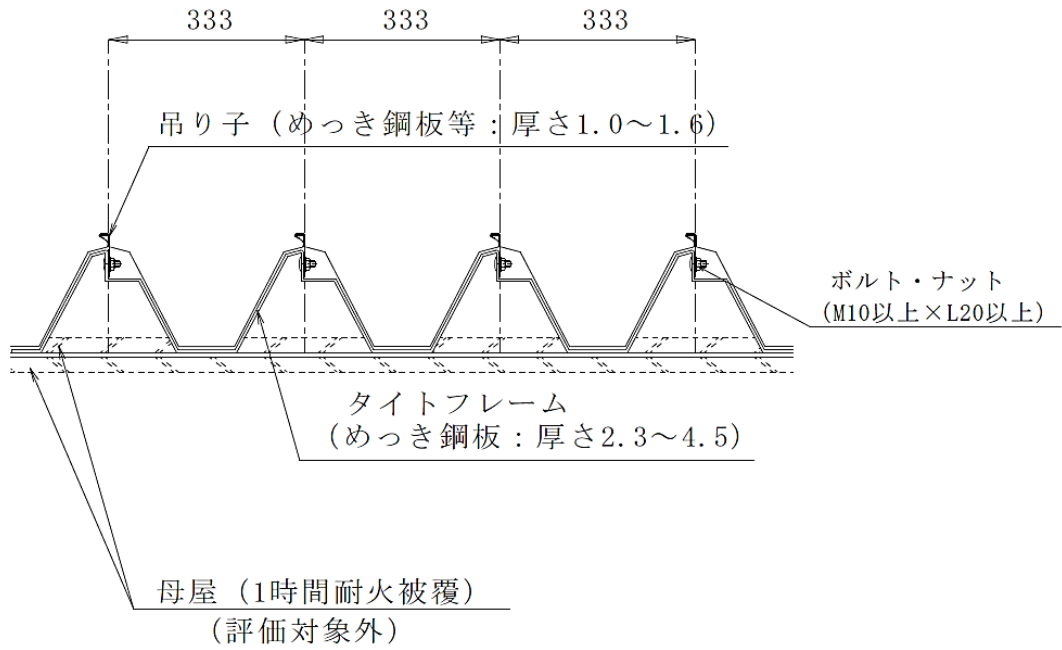 333 333 333
吊り子（めっき鋼板等：厚さ1.0～1.6）
ボルト・ナット
（M10以上×L20以上）
タイトフレーム
（めっき鋼板：厚さ2.3～4.5）
母屋（1時間耐火被覆）
（評価対象外）